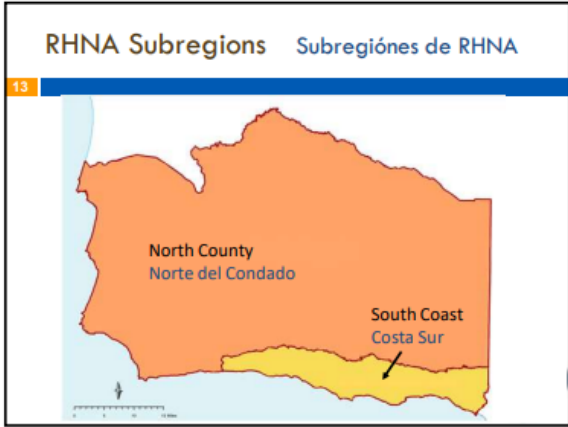 RHNA Subregions Subregiónes de RHNA
13
North County
Norte del Condado
South Coast
Costa Sur